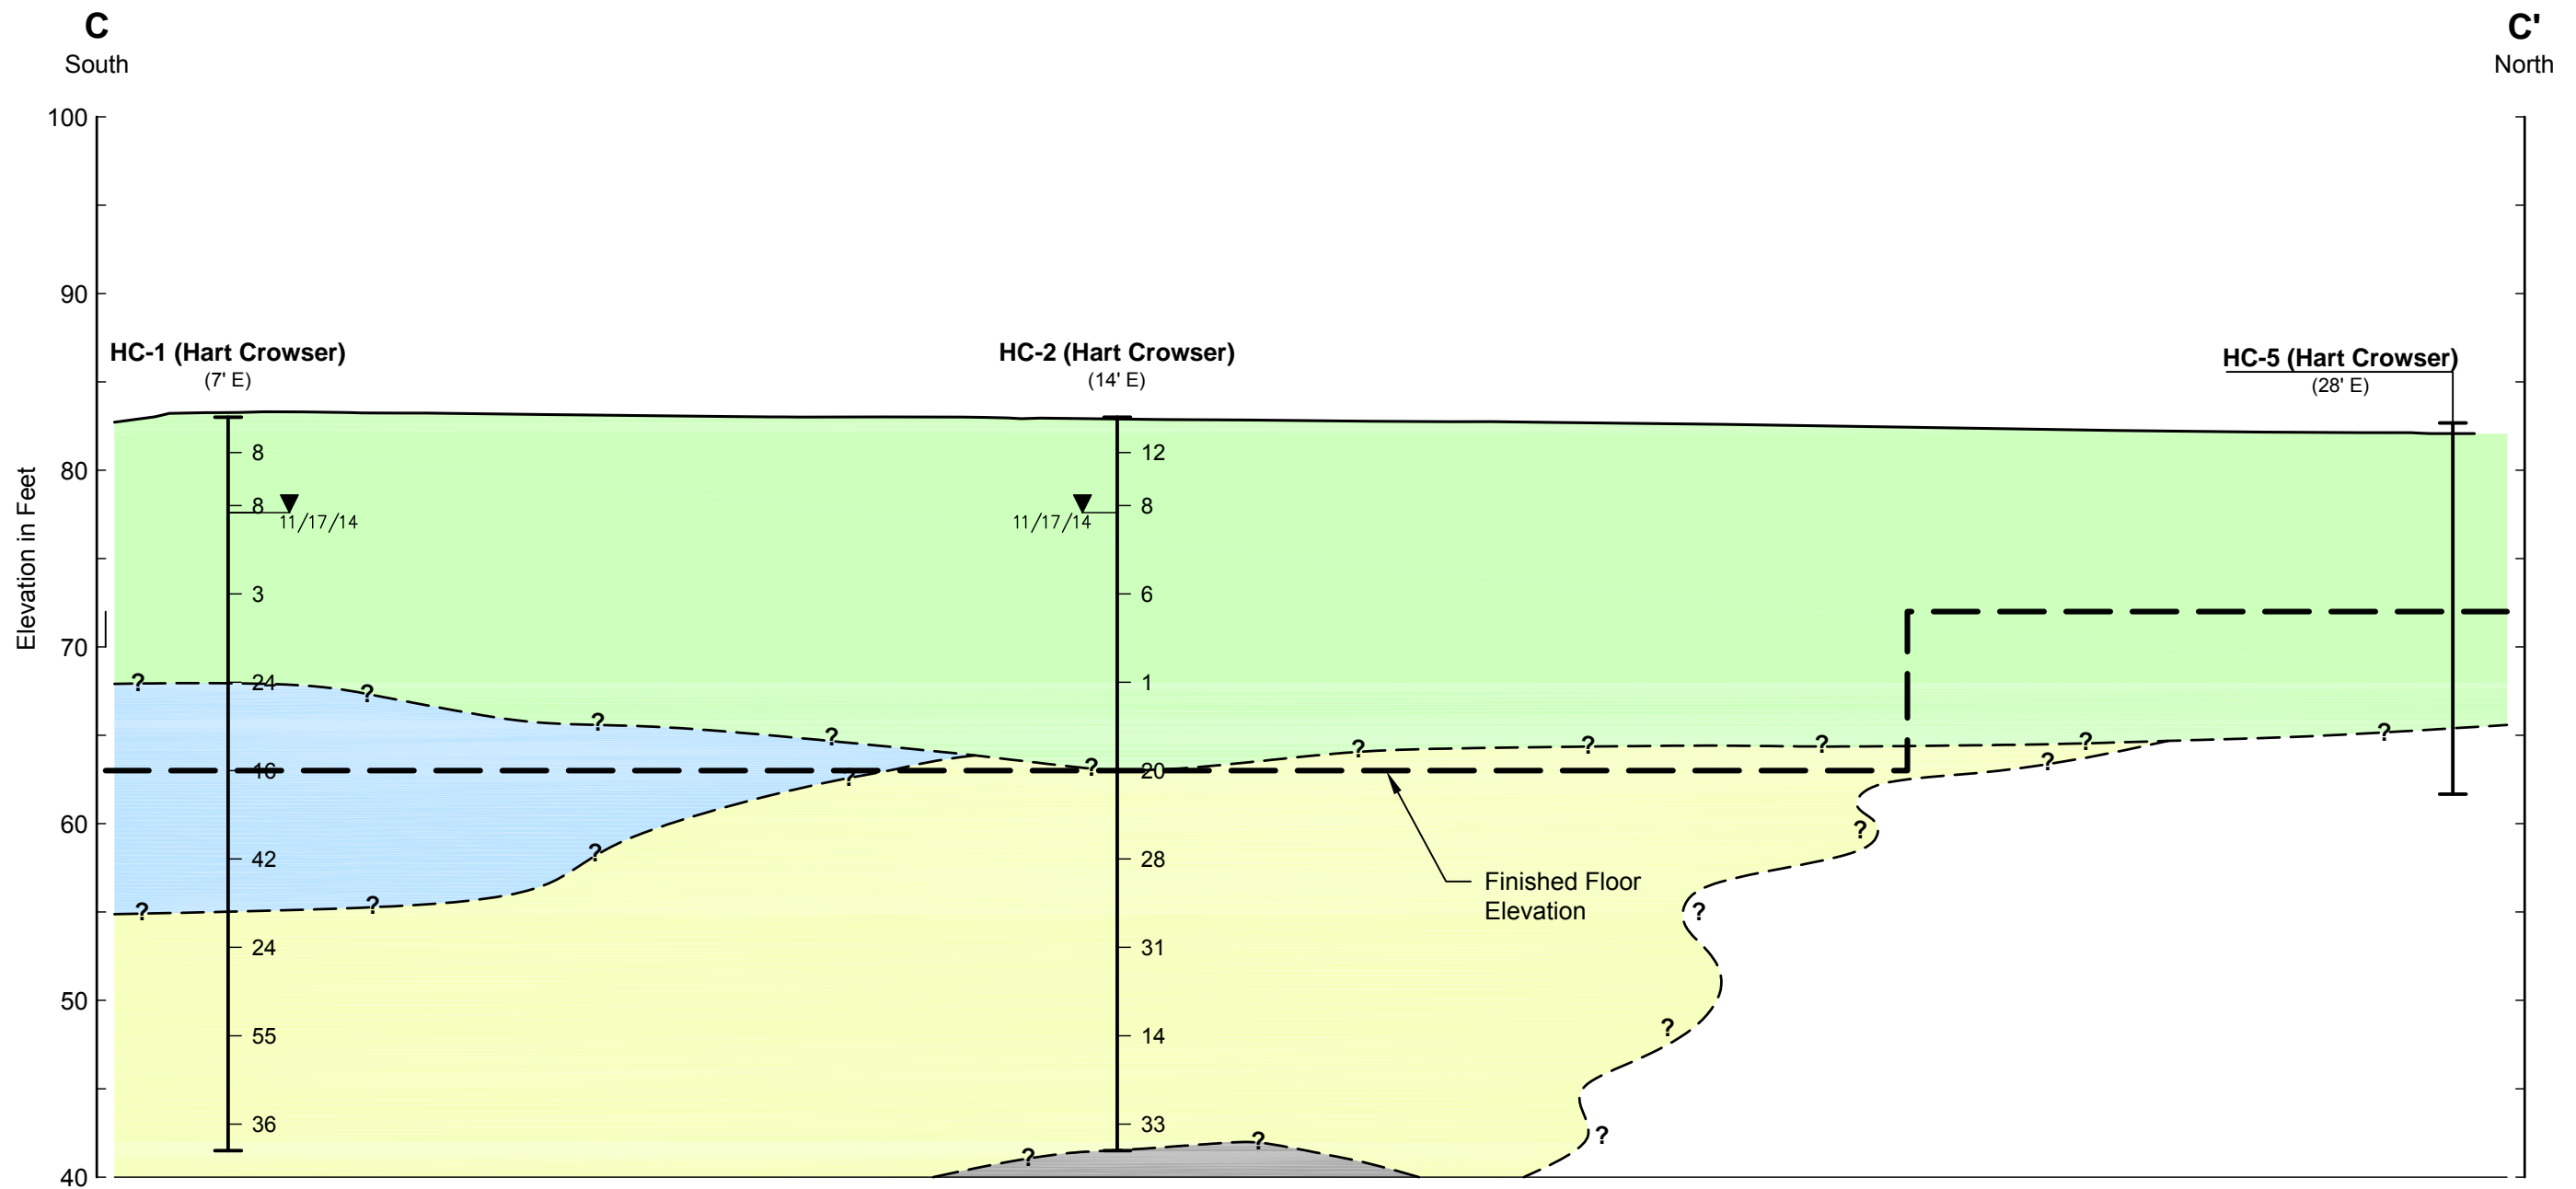 C
South
C'
North
100
90
80
70
60
50
40
Elevation in Feet
HC-1 (Hart Crowser)
(7' E)
8
8
11/17/14
3
24
16
42
24
55
36
HC-2 (Hart Crowser)
(14' E)
12
8
11/17/14
6
1
20
28
31
14
33
HC-5 (Hart Crowser)
(28' E)
? ? ? ? ? ? ? ? ? ?
? ? ? ?
? ? ? ? ?
? ?
Finished Floor
Elevation